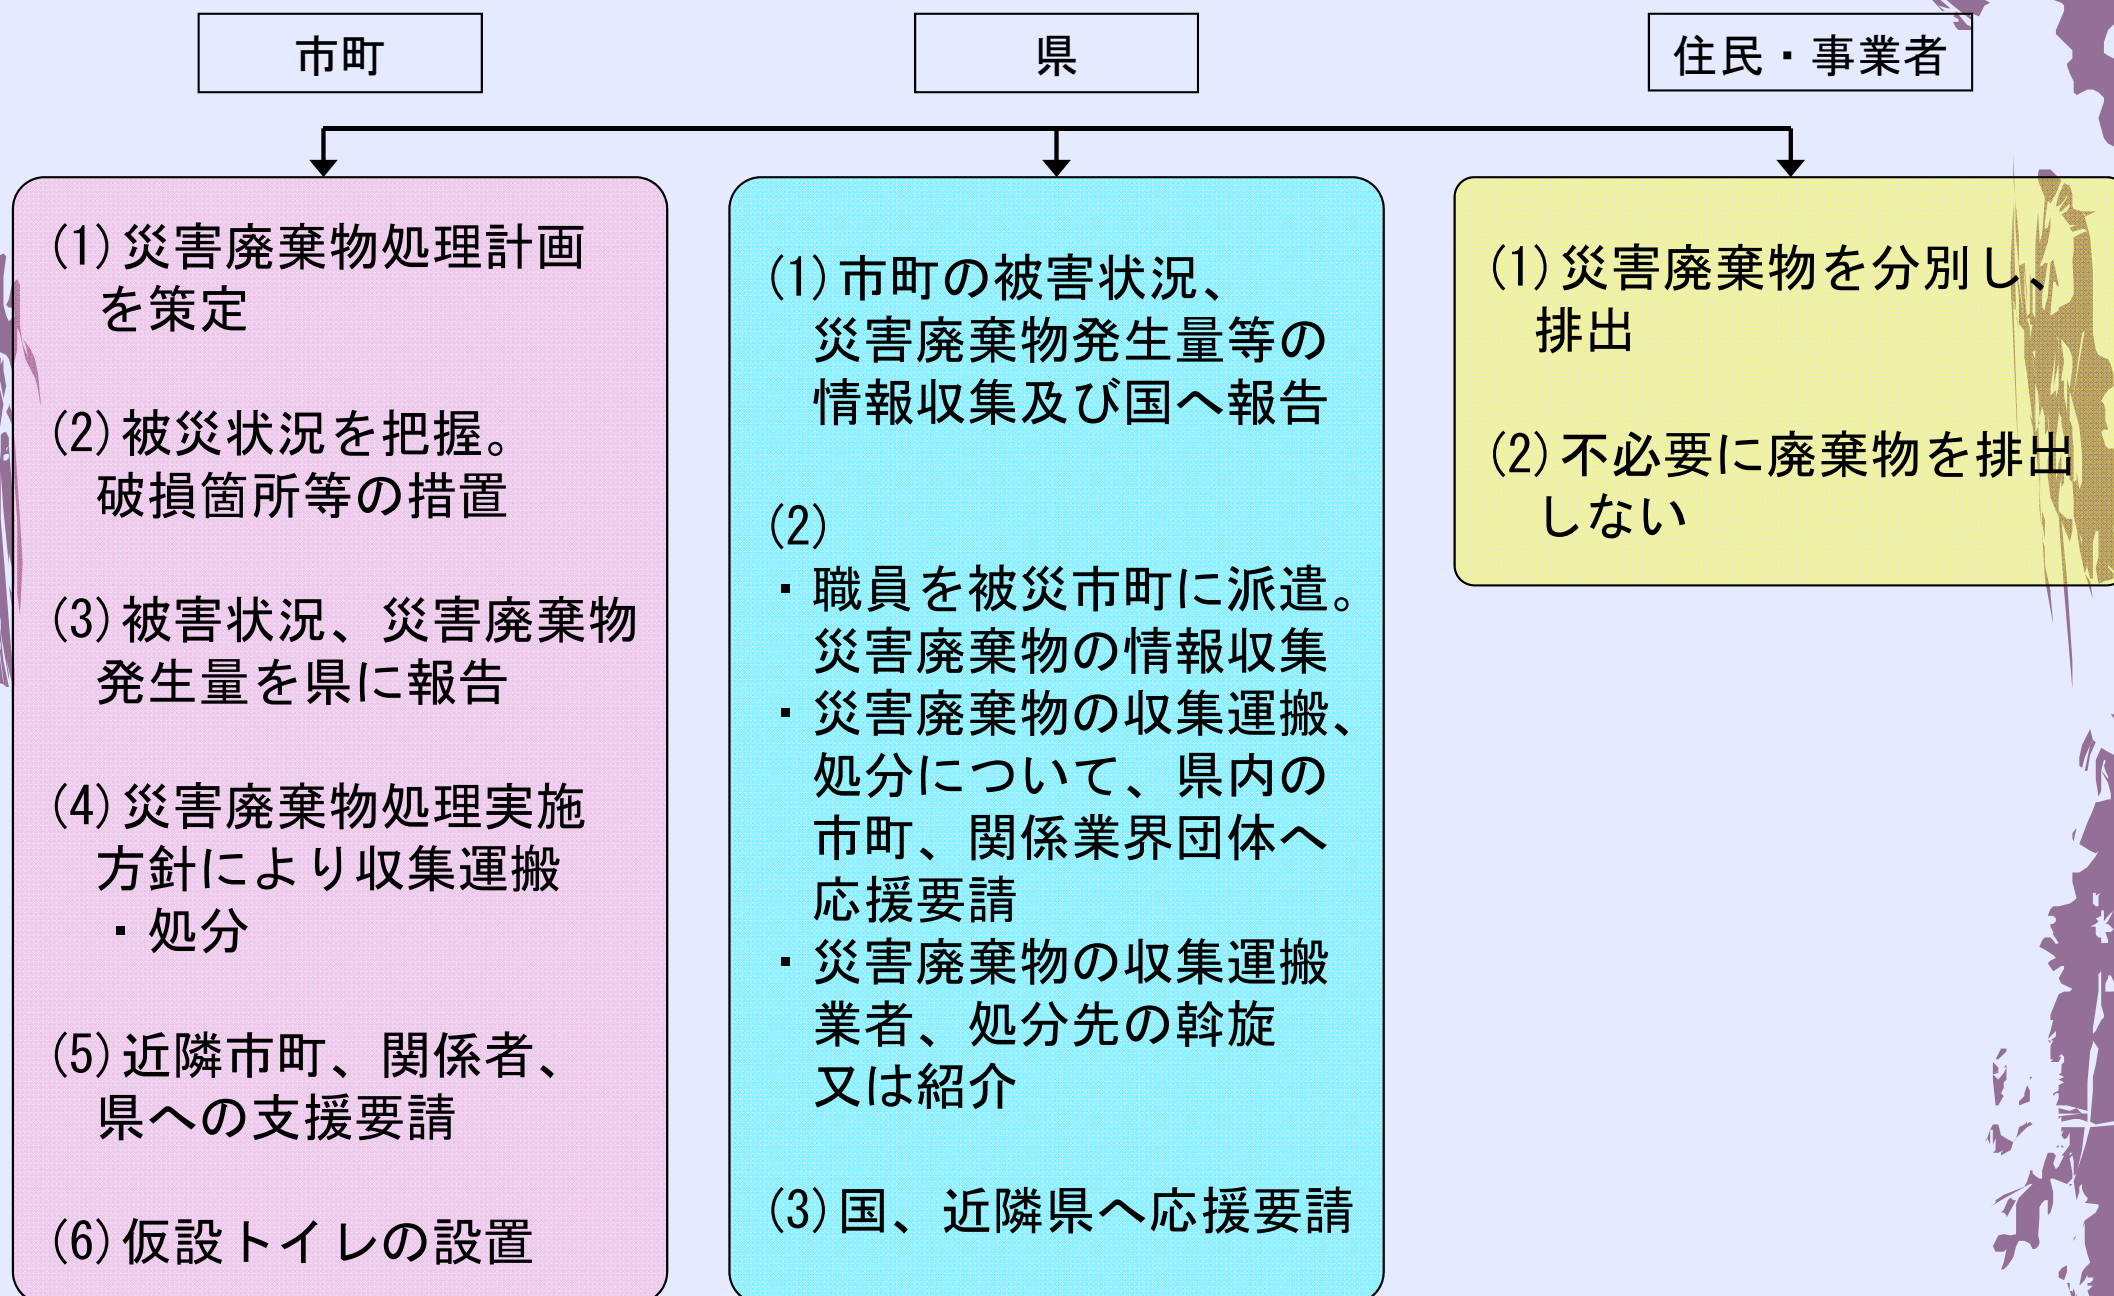 市町
県
住民・事業者
(1)災害廃棄物処理計画
を策定
(2)被災状況を把握。
破損箇所等の措置
(3)被害状況、災害廃棄物
発生量を県に報告
(4)災害廃棄物処理実施
方針により収集運搬
・処分
(5)近隣市町、関係者、
県への支援要請
(6)仮設トイレの設置
(1)市町の被害状況、
災害廃棄物発生量等の
情報収集及び国へ報告
(2)
・職員を被災市町に派遣。
災害廃棄物の情報収集
・災害廃棄物の収集運搬、
処分について、県内の
市町、関係業界団体へ
応援要請
・災害廃棄物の収集運搬
業者、処分先の斡旋
又は紹介
(3)国、近隣県へ応援要請
(1)災害廃棄物を分別し、
排出
(2)不必要に廃棄物を排出
しない